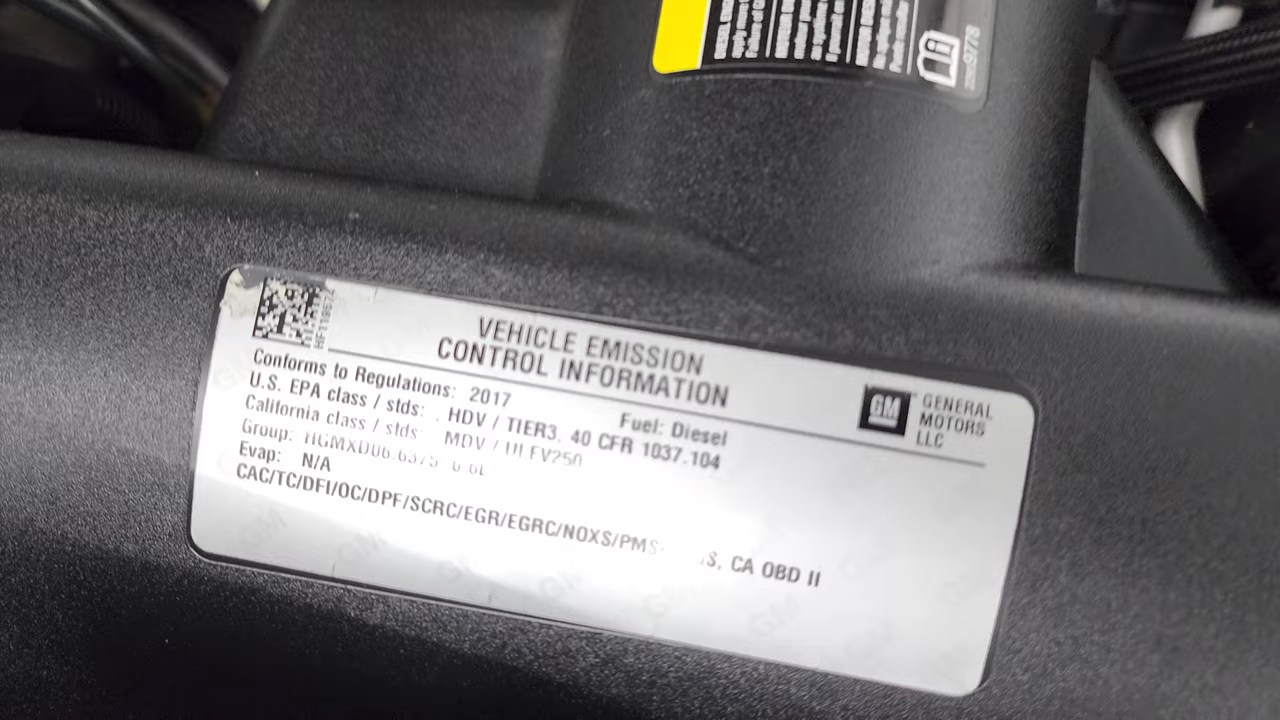 VEHICLE EMISSION
CONTROL INFORMATION
GM GENERAL
MOTORS
LLC
Conforms to Regulations: 2017
Fuel: Diesel
U.S. EPA class / stds: HDV / TIER3, 40 CFR 1037.104
California class / stds MDV / ULEV250
Group:
Evap: N/A
CAC/TC/DFI/OC/DPF/SCRC/EGR/EGRC/NOXS/PMS S, CA OBD II